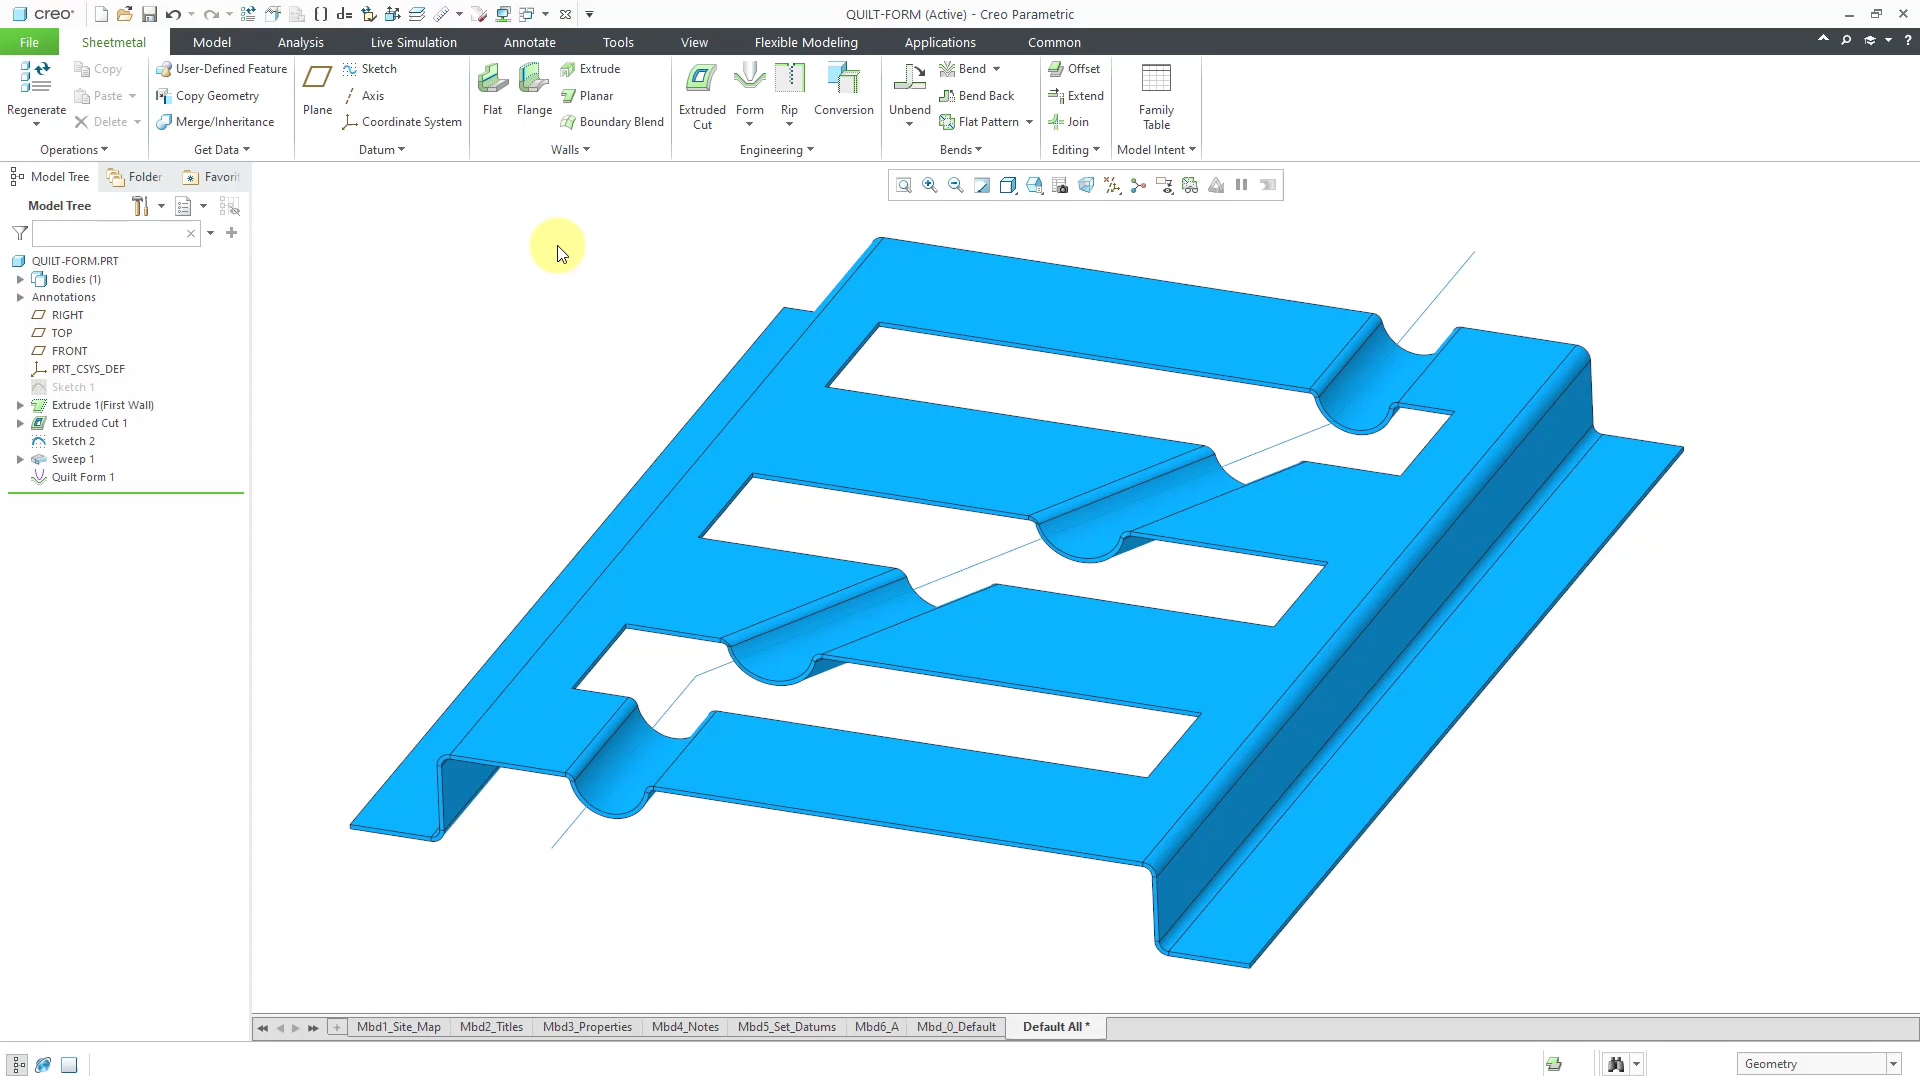 creo
QUILT-FORM (Active) - Creo Parametric
File Sheetmetal Model Analysis Live Simulation Annotate Tools View Flexible Modeling Applications Common
Regenerate
Copy
Paste
Delete
Operations
User-Defined Feature
Copy Geometry
Merge/Inheritance
Get Data
Plane
Sketch
Axis
Coordinate System
Datum
Flat
Flange
Extrude
Planar
Boundary Blend
Walls
Extruded Cut
Form
Rip
Conversion
Engineering
Unbend
Bend
Bend Back
Flat Pattern
Bends
Offset
Extend
Join
Editing
Family Table
Model Intent
Model Tree Folder Favorit
Model Tree
QUILT-FORM.PRT
Bodies (1)
Annotations
RIGHT
TOP
FRONT
PRT_CSYS_DEF
Sketch 1
Extrude 1(First Wall)
Extruded Cut 1
Sketch 2
Sweep 1
Quilt Form 1
Mbd1_Site_Map Mbd2_Titles Mbd3_Properties Mbd4_Notes Mbd5_Set_Datums Mbd6_A Mbd_0_Default Default All *
Geometry